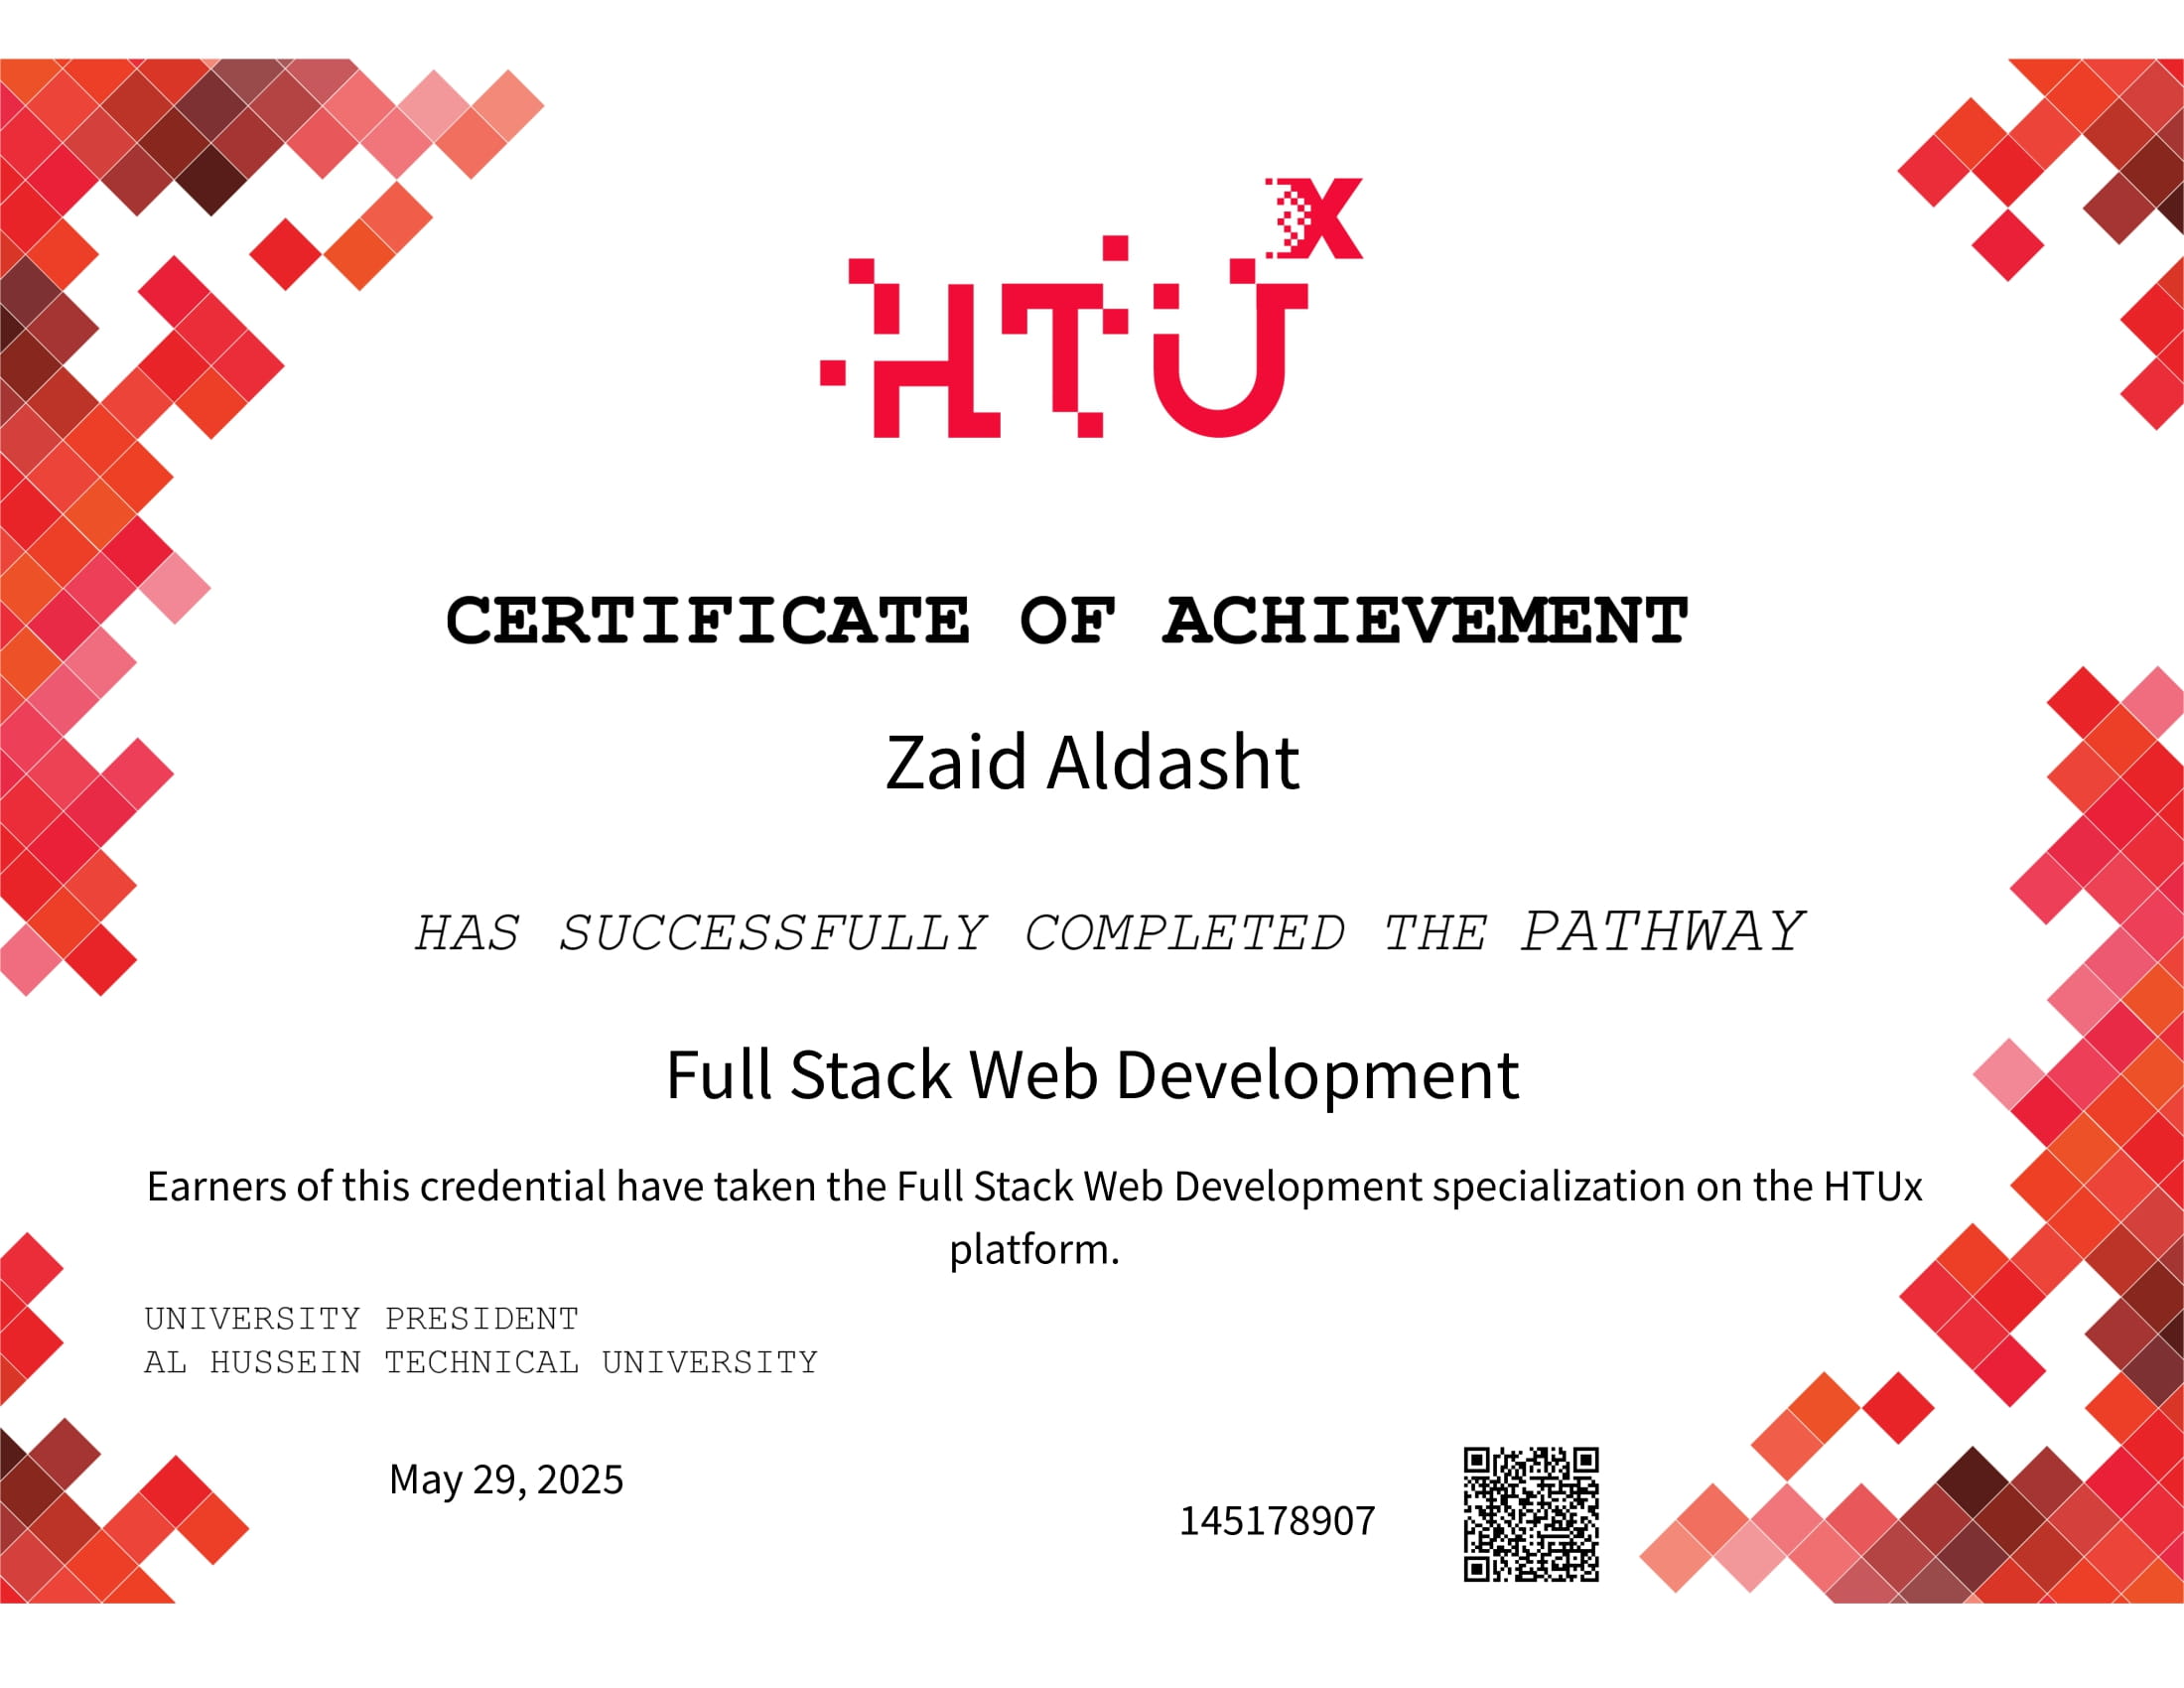 HTUX
CERTIFICATE OF ACHIEVEMENT
Zaid Aldasht
HAS SUCCESSFULLY COMPLETED THE PATHWAY
Full Stack Web Development
Earners of this credential have taken the Full Stack Web Development specialization on the HTUx
platform.
UNIVERSITY PRESIDENT
AL HUSSEIN TECHNICAL UNIVERSITY
May 29, 2025
145178907